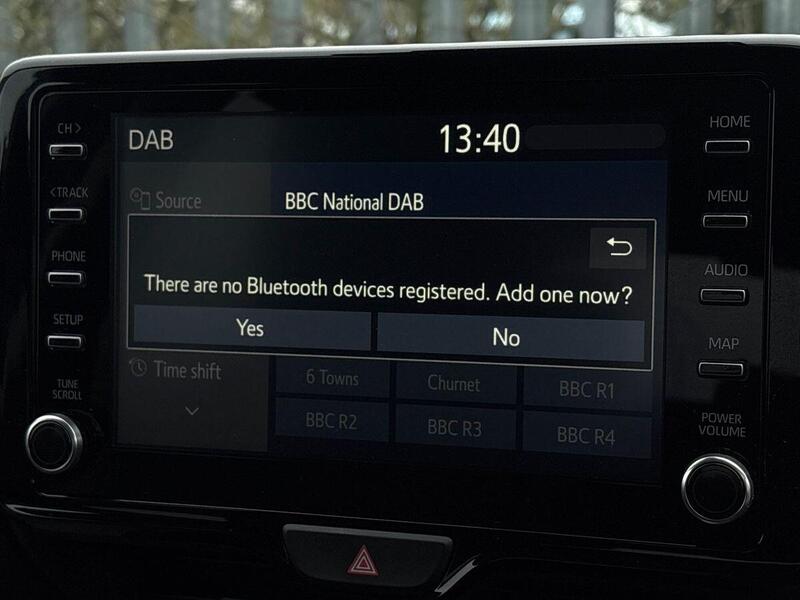 DAB
13:40
Source
BBC National DAB
There are no Bluetooth devices registered. Add one now?
Yes
No
Time shift
6 Towns
Churnet
BBC R1
BBC R2
BBC R3
BBC R4
CH>
<TRACK
PHONE
SETUP
TUNE
SCROLL
HOME
MENU
AUDIO
MAP
POWER
VOLUME